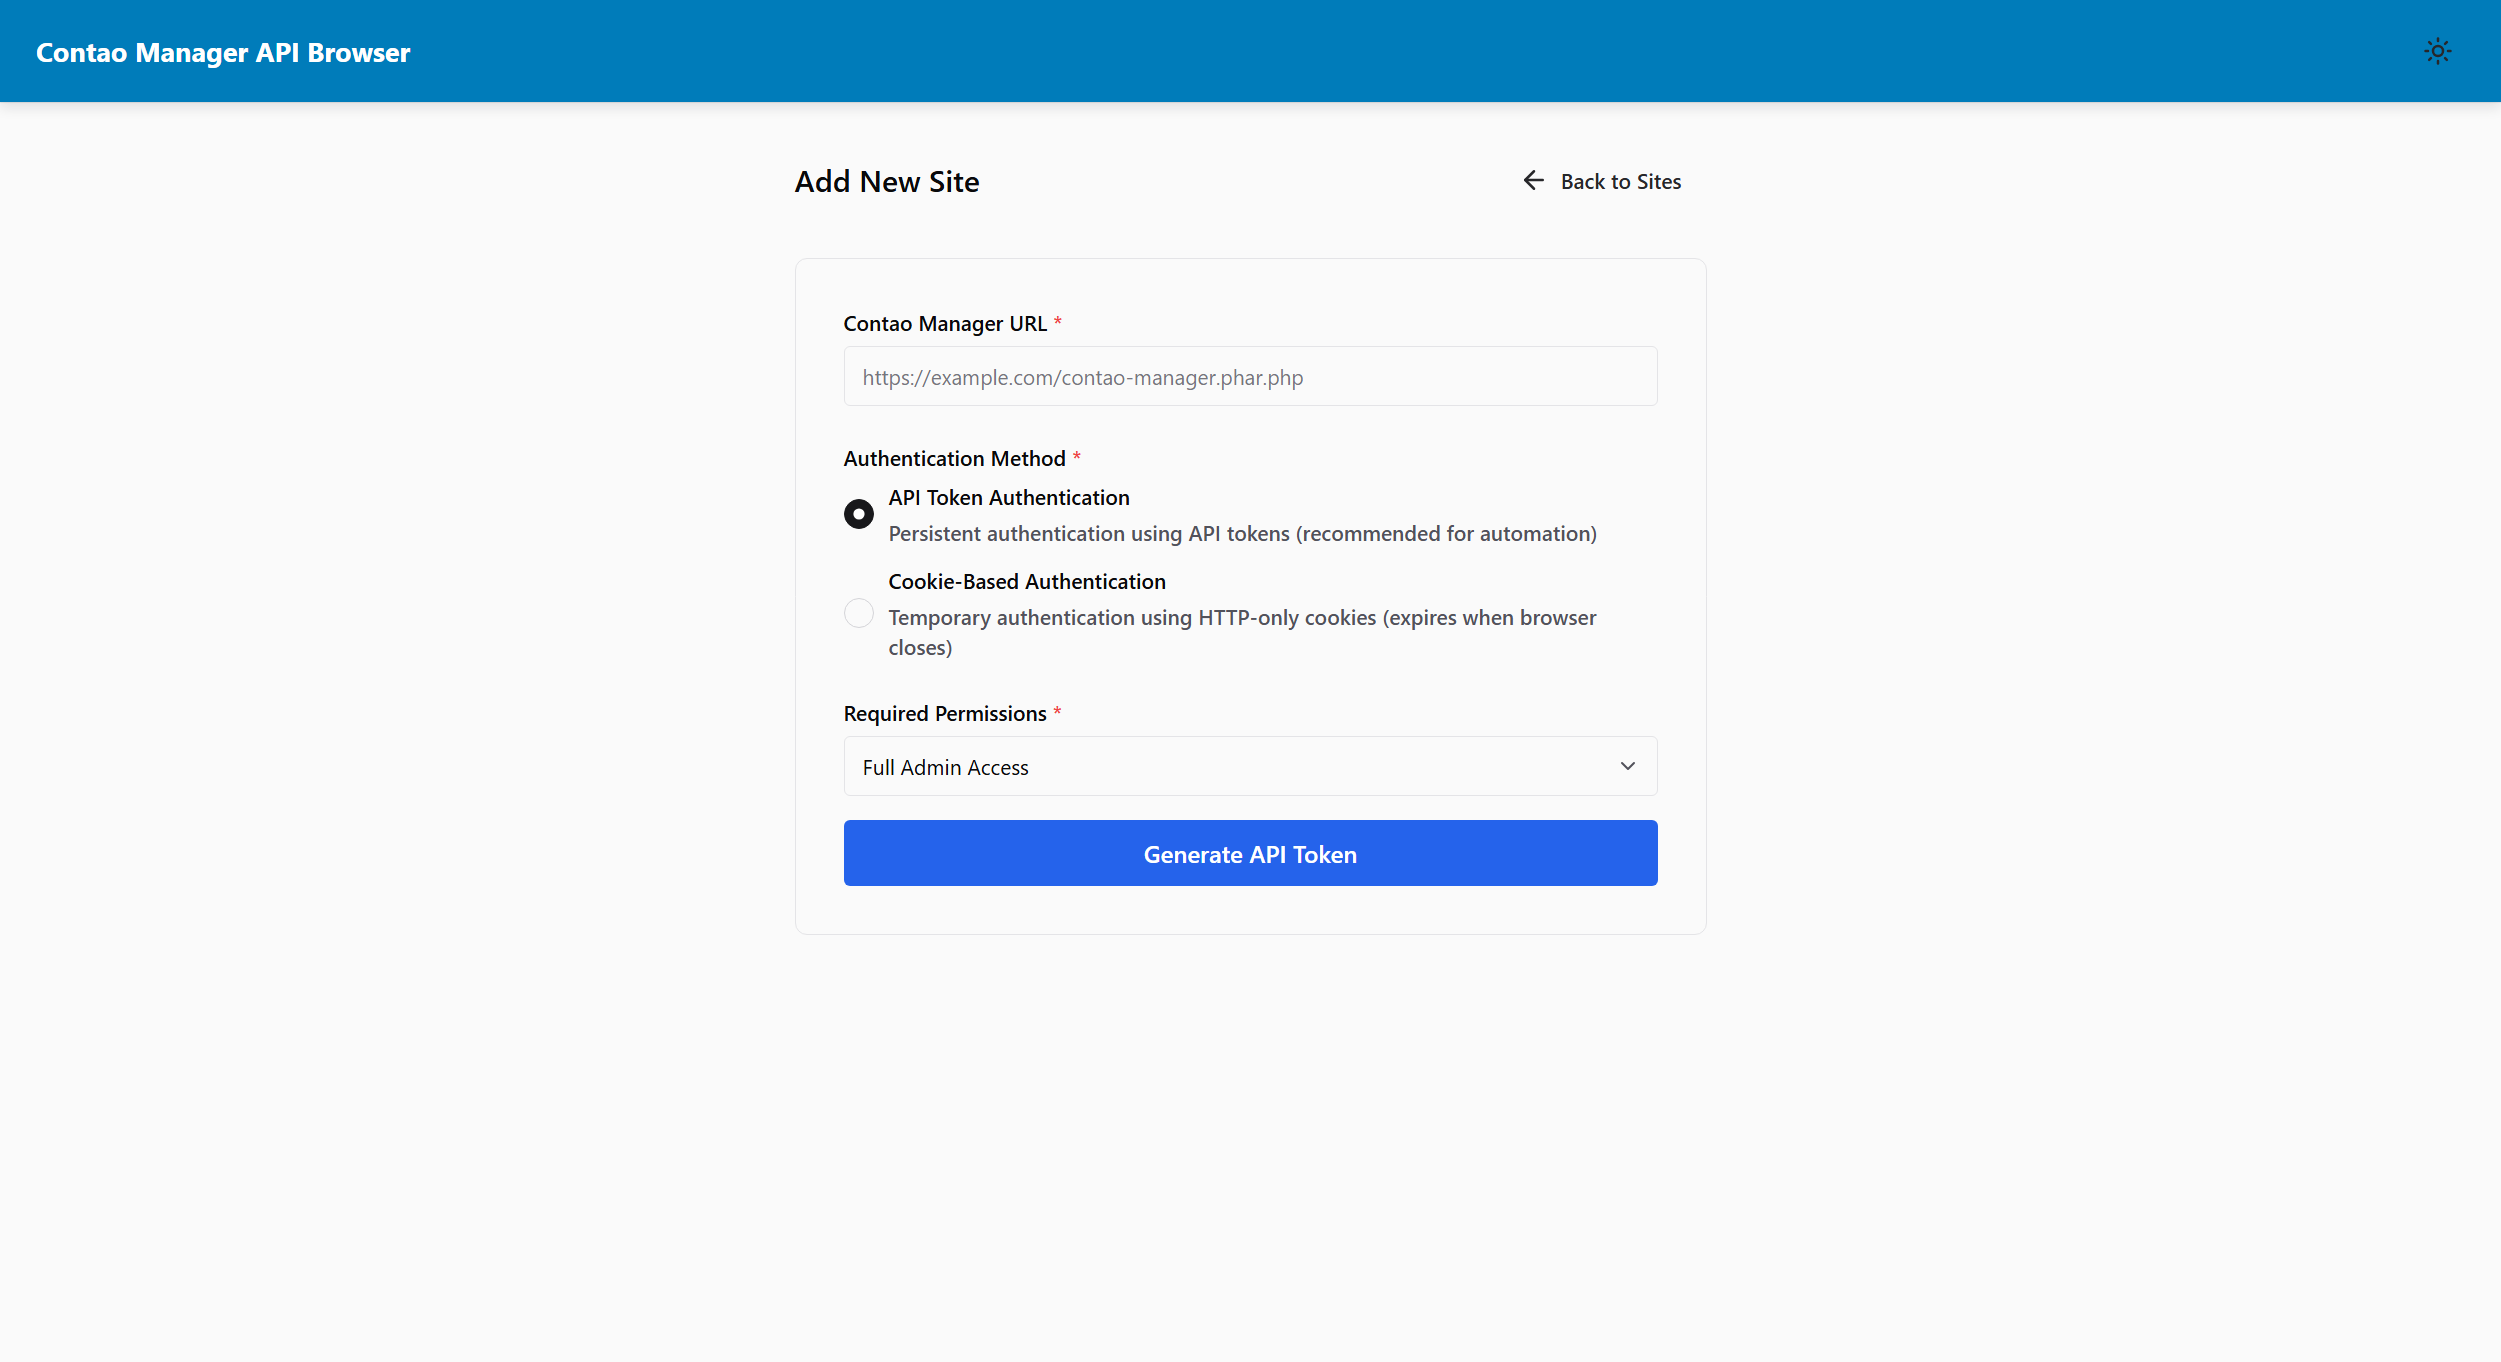 Contao Manager API Browser
Add New Site
Back to Sites
Contao Manager URL *
https://example.com/contao-manager.phar.php
Authentication Method *
API Token Authentication
Persistent authentication using API tokens (recommended for automation)
Cookie-Based Authentication
Temporary authentication using HTTP-only cookies (expires when browser
closes)
Required Permissions *
Full Admin Access
Generate API Token